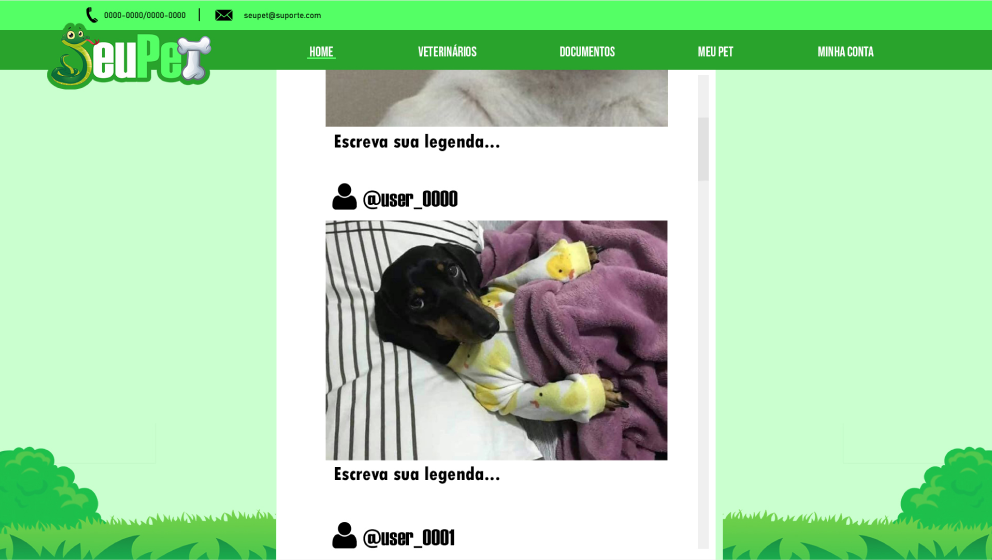 0000-0000/0000-0000 | seupet@suporte.com
SeuPet
HOME VETERINÁRIOS DOCUMENTOS MEU PET MINHA CONTA
Escreva sua legenda...
@user_0000
Escreva sua legenda...
@user_0001